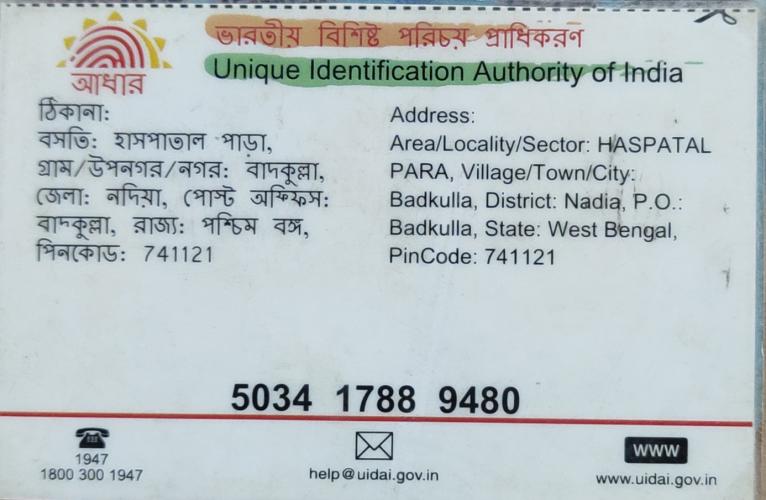 ভারতীয় বিশিষ্ট পরিচয় প্রাধিকরণ
Unique Identification Authority of India
আধার
ঠিকানা:
বসতি: হাসপাতাল পাড়া,
গ্রাম/উপনগর/নগর: বাদকুল্লা,
জেলা: নদিয়া, পোস্ট অফিস:
বাদকুল্লা, রাজ্য: পশ্চিম বঙ্গ,
পিনকোড: 741121
Address:
Area/Locality/Sector: HASPATAL
PARA, Village/Town/City:
Badkulla, District: Nadia, P.O.:
Badkulla, State: West Bengal,
PinCode: 741121
5034 1788 9480
1947
1800 300 1947
help@uidai.gov.in
www
www.uidai.gov.in